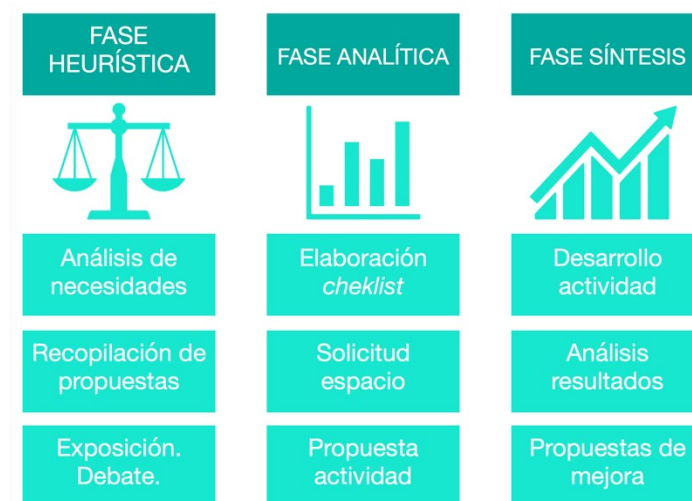 FASE
HEURÍSTICA
Análisis de
necesidades
Recopilación de
propuestas
Exposición.
Debate.
FASE ANALÍTICA
Elaboración
cheklist
Solicitud
espacio
Propuesta
actividad
FASE SÍNTESIS
Desarrollo
actividad
Análisis
resultados
Propuestas de
mejora